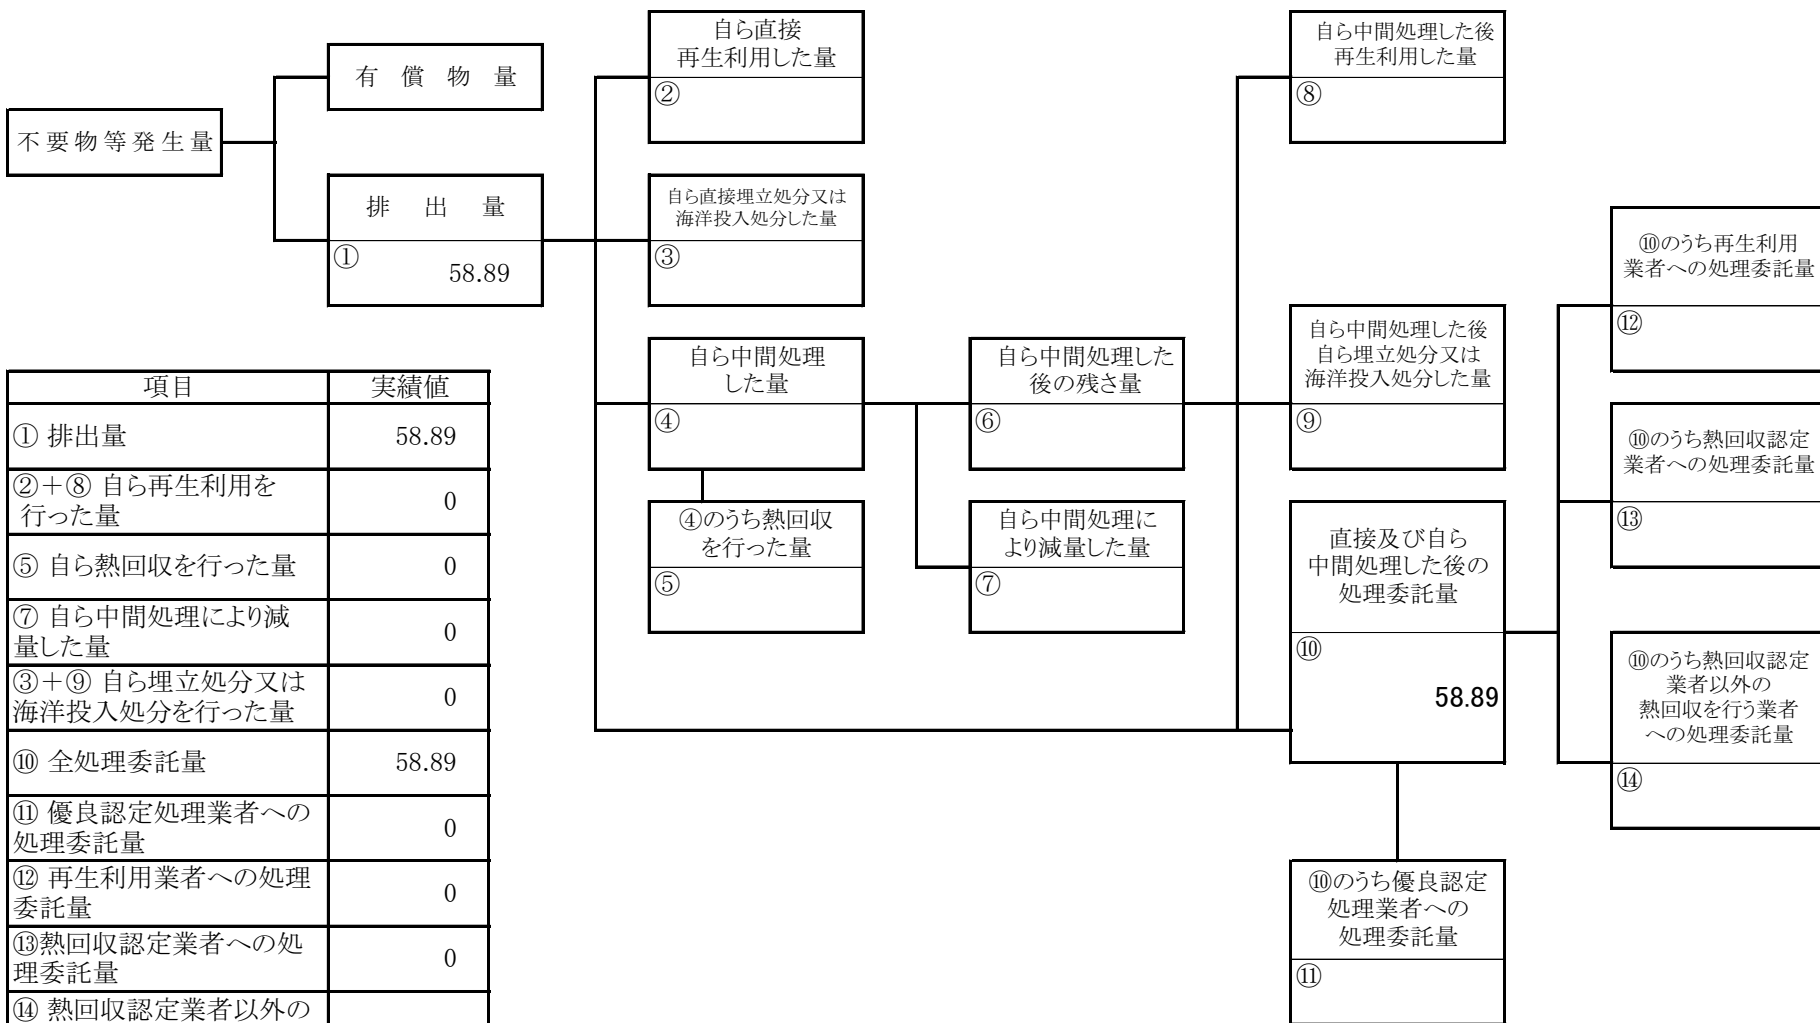 不要物等発生量
有償物量
排出量
①
58.89
自ら直接
再生利用した量
②
自ら直接埋立処分又は
海洋投入処分した量
③
自ら中間処理
した量
④
④のうち熱回収
を行った量
⑤
自ら中間処理した
後の残さ量
⑥
自ら中間処理に
より減量した量
⑦
自ら中間処理した後
再生利用した量
⑧
自ら中間処理した後
自ら埋立処分又は
海洋投入処分した量
⑨
直接及び自ら
中間処理した後の
処理委託量
⑩
58.89
⑩のうち優良認定
処理業者への
処理委託量
⑪
⑩のうち再生利用
業者への処理委託量
⑫
⑩のうち熱回収認定
業者への処理委託量
⑬
⑩のうち熱回収認定
業者以外の
熱回収を行う業者
への処理委託量
⑭
項目 実績値
① 排出量 58.89
②+⑧ 自ら再生利用を
行った量 0
⑤ 自ら熱回収を行った量 0
⑦ 自ら中間処理により減
量した量 0
③+⑨ 自ら埋立処分又は
海洋投入処分を行った量 0
⑩ 全処理委託量 58.89
⑪ 優良認定処理業者への
処理委託量 0
⑫ 再生利用業者への処理
委託量 0
⑬熱回収認定業者への処
理委託量 0
⑭ 熱回収認定業者以外の